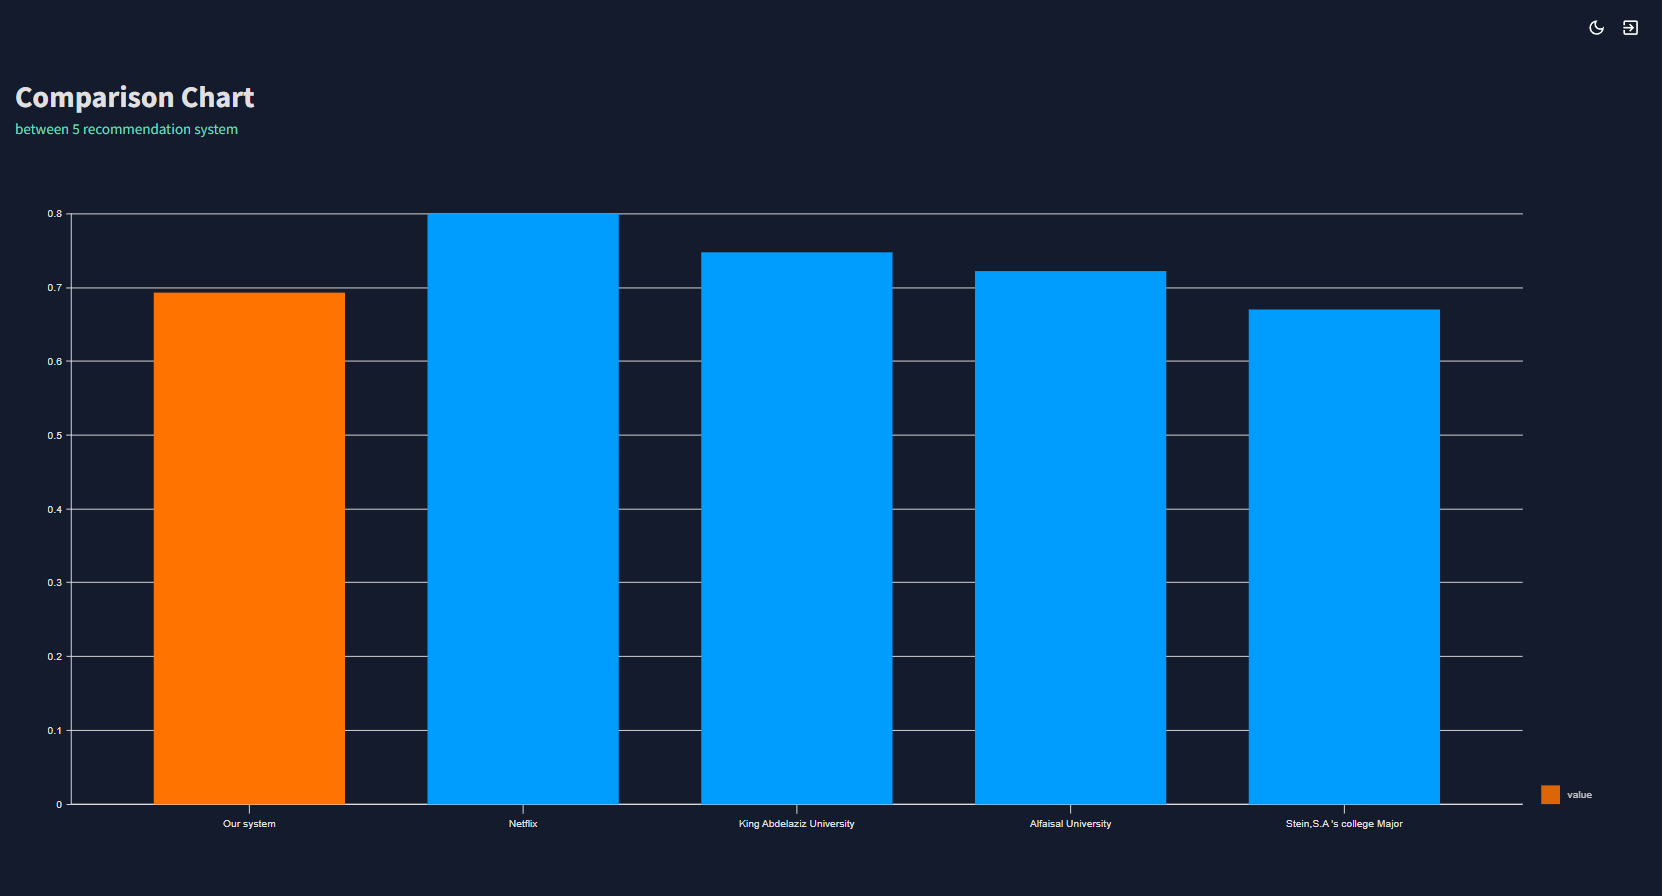 Comparison Chart
between 5 recommendation system
0.8
0.7
0.6
0.5
0.4
0.3
0.2
0.1
0
Our system
Netflix
King Abdelaziz University
Alfaisal University
Stein,S.A 's college Major
value